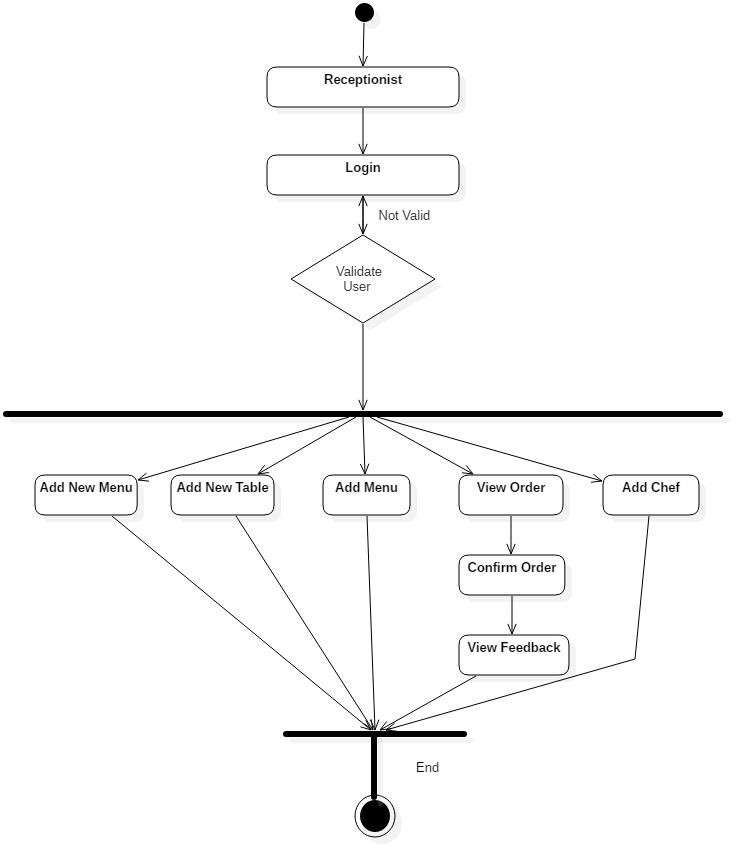 Receptionist
Login
Not Valid
Validate
User
Add New Menu
Add New Table
Add Menu
View Order
Add Chef
Confirm Order
View Feedback
End